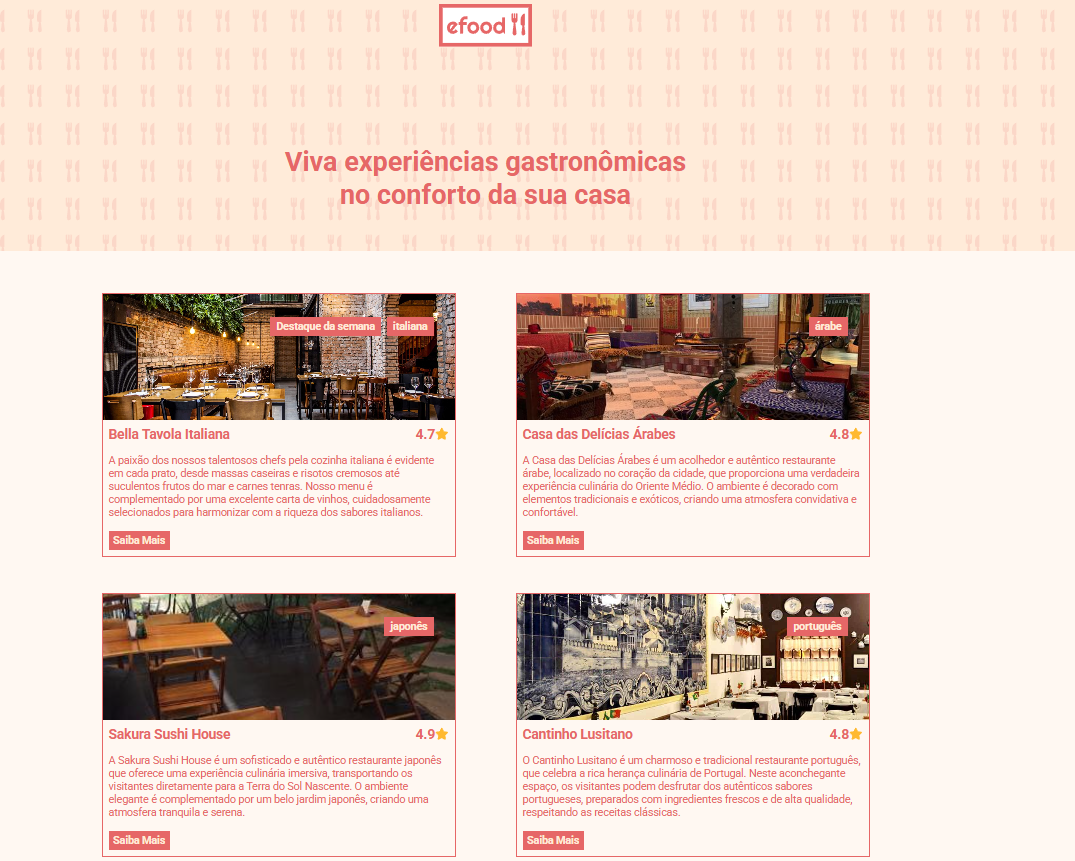 efood
Viva experiências gastronômicas
no conforto da sua casa
Destaque da semana
italiana
Bella Tavola Italiana
4.7
A paixão dos nossos talentosos chefs pela cozinha italiana é evidente
em cada prato, desde massas caseiras e risotos cremosos até
suculentos frutos do mar e carnes tenras. Nosso menu é
complementado por uma excelente carta de vinhos, cuidadosamente
selecionados para harmonizar com a riqueza dos sabores italianos.
Saiba Mais
árabe
Casa das Delícias Árabes
4.8
A Casa das Delícias Árabes é um acolhedor e autêntico restaurante
árabe, localizado no coração da cidade, que proporciona uma verdadeira
experiência culinária do Oriente Médio. O ambiente é decorado com
elementos tradicionais e exóticos, criando uma atmosfera convidativa e
confortável.
Saiba Mais
japonês
Sakura Sushi House
4.9
A Sakura Sushi House é um sofisticado e autêntico restaurante japonês
que oferece uma experiência culinária imersiva, transportando os
visitantes diretamente para a Terra do Sol Nascente. O ambiente
elegante é complementado por um belo jardim japonês, criando uma
atmosfera tranquila e serena.
Saiba Mais
português
Cantinho Lusitano
4.8
O Cantinho Lusitano é um charmoso e tradicional restaurante português,
que celebra a rica herança culinária de Portugal. Neste aconchegante
espaço, os visitantes podem desfrutar dos autênticos sabores
portugueses, preparados com ingredientes frescos e de alta qualidade,
respeitando as receitas clássicas.
Saiba Mais